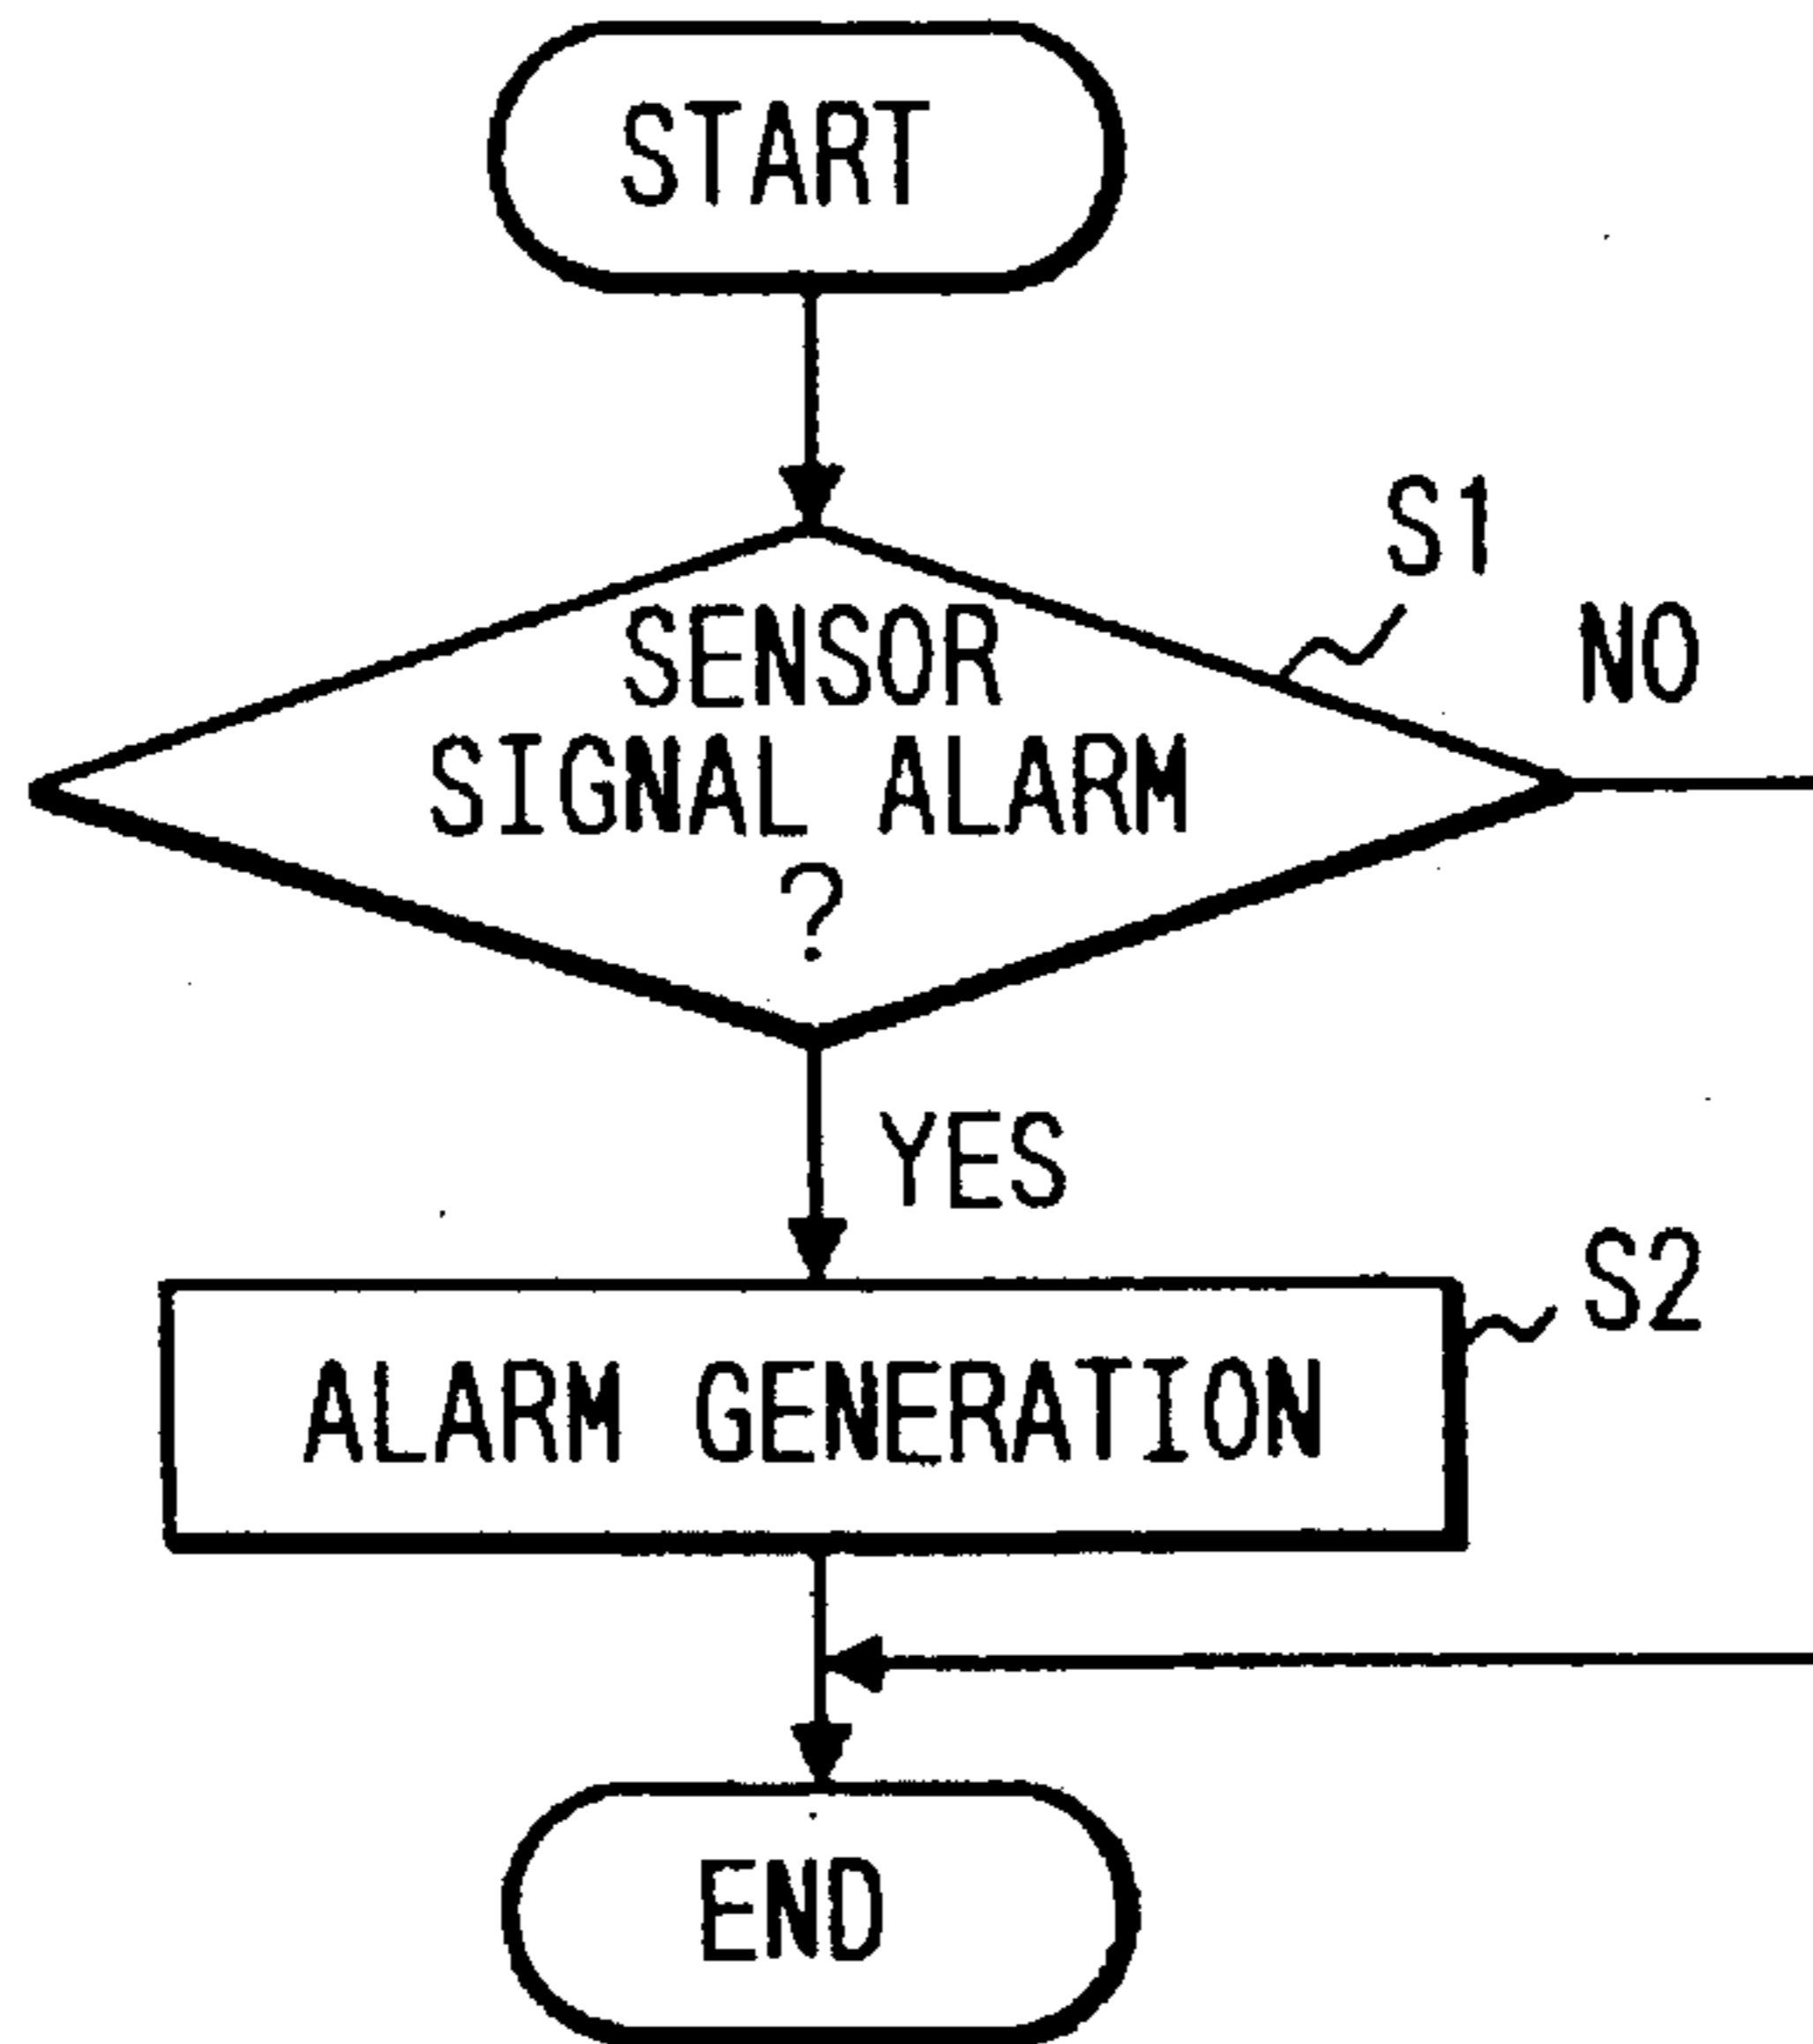 START
S1
NO
SENSOR
SIGNAL ALARM
?
YES
S2
ALARM GENERATION
END